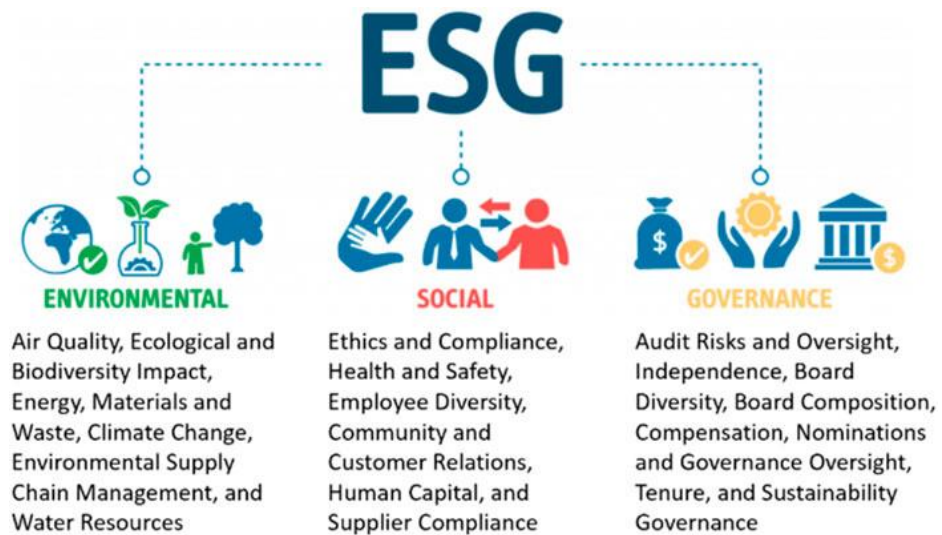 ESG
$
$
ENVIRONMENTAL
Air Quality, Ecological and
Biodiversity Impact,
Energy, Materials and
Waste, Climate Change,
Environmental Supply
Chain Management, and
Water Resources
SOCIAL
Ethics and Compliance,
Health and Safety,
Employee Diversity,
Community and
Customer Relations,
Human Capital, and
Supplier Compliance
GOVERNANCE
Audit Risks and Oversight,
Independence, Board
Diversity, Board Composition,
Compensation, Nominations
and Governance Oversight,
Tenure, and Sustainability
Governance